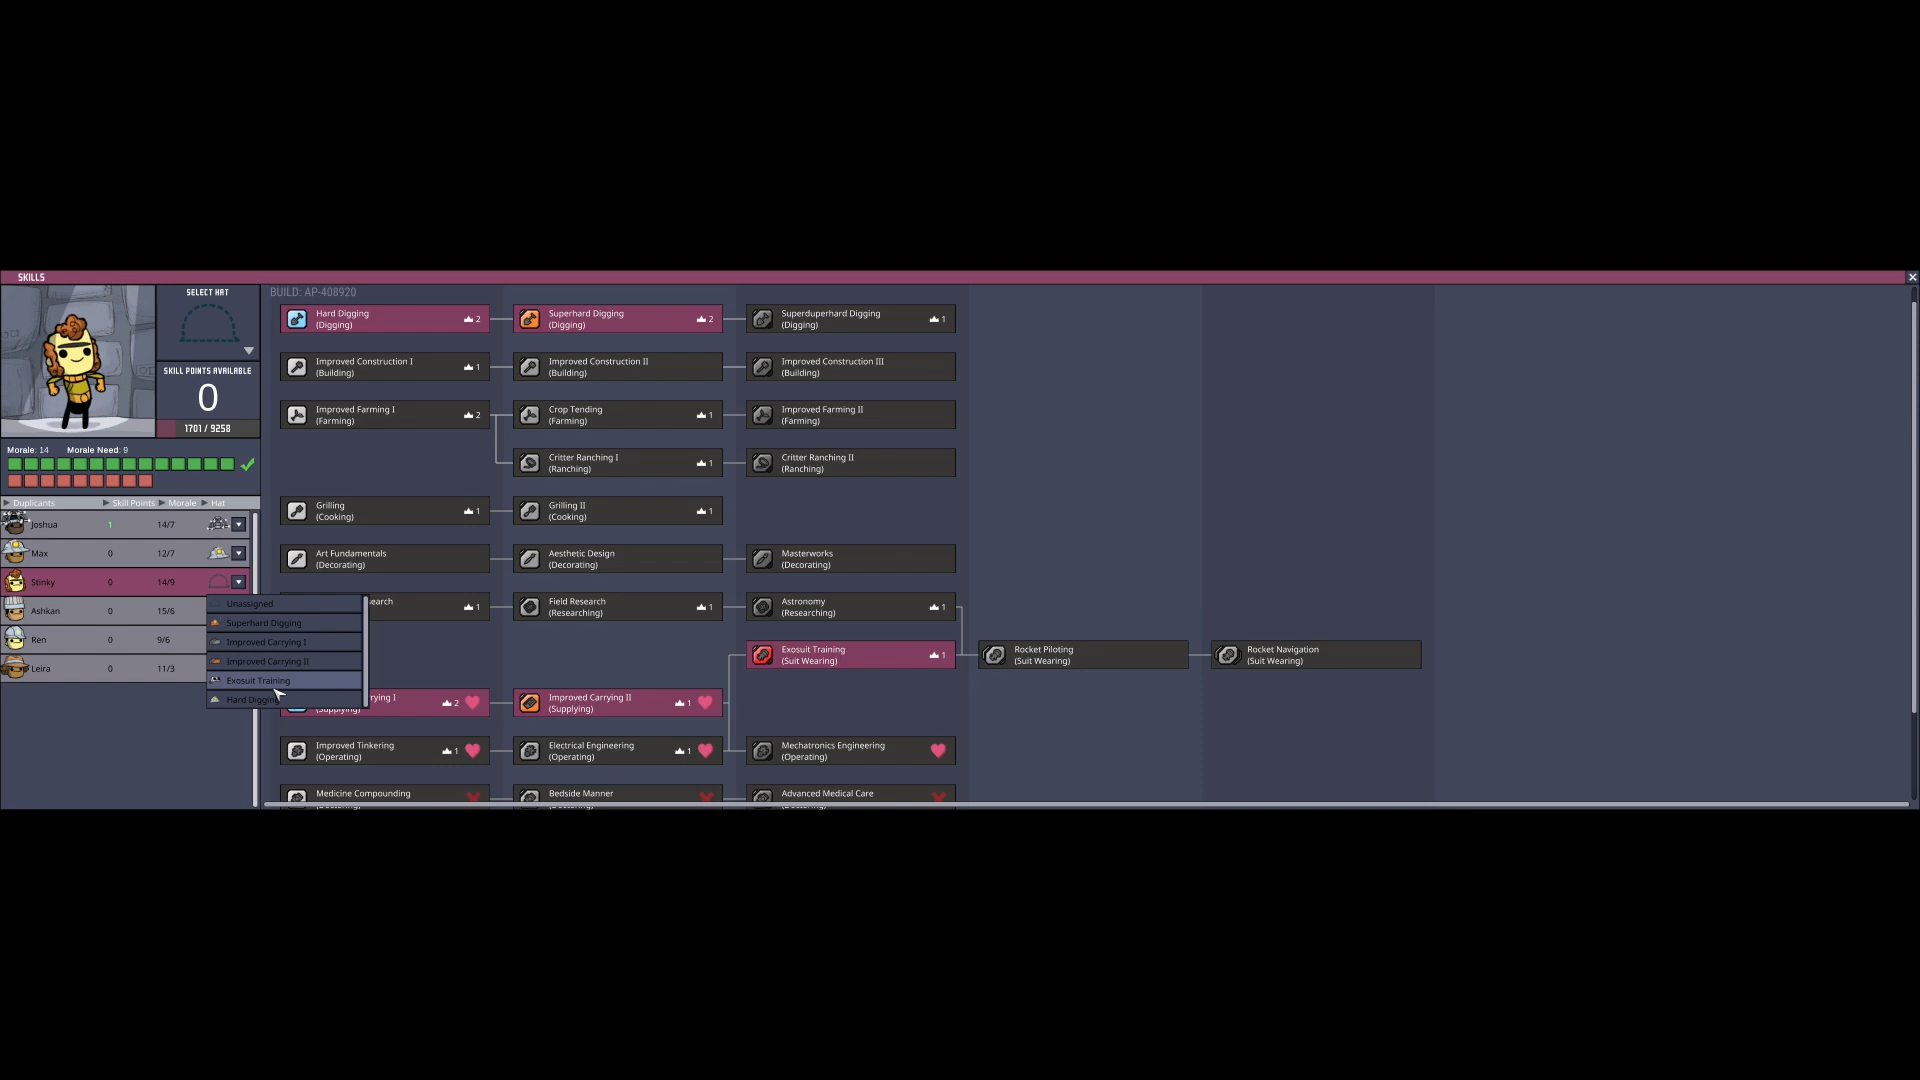 SKILLS
SELECT HAT
SKILL POINTS AVAILABLE
0
1701 / 9258
Morale: 14 Morale Need: 9
Duplicants Skill Points Morale Hat
Joshua 1 14/7
Max 0 12/7
Stinky 0 14/9
Ashkan 0 15/6
Ren 0 9/6
Leira 0 11/3
Unassigned
Superhard Digging
Improved Carrying I
Improved Carrying II
Exosuit Training
Hard Digging
BUILD: AP-408920
Hard Digging
(Digging)
2
Superhard Digging
(Digging)
2
Superduperhard Digging
(Digging)
1
Improved Construction I
(Building)
1
Improved Construction II
(Building)
Improved Construction III
(Building)
Improved Farming I
(Farming)
2
Crop Tending
(Farming)
1
Improved Farming II
(Farming)
Critter Ranching I
(Ranching)
1
Critter Ranching II
(Ranching)
Grilling
(Cooking)
1
Grilling II
(Cooking)
1
Art Fundamentals
(Decorating)
Aesthetic Design
(Decorating)
Masterworks
(Decorating)
earch
1
Field Research
(Researching)
1
Astronomy
(Researching)
1
Exosuit Training
(Suit Wearing)
1
Rocket Piloting
(Suit Wearing)
Rocket Navigation
(Suit Wearing)
rying I
(Supplying)
2
Improved Carrying II
(Supplying)
1
Improved Tinkering
(Operating)
1
Electrical Engineering
(Operating)
1
Mechatronics Engineering
(Operating)
Medicine Compounding
Bedside Manner
Advanced Medical Care